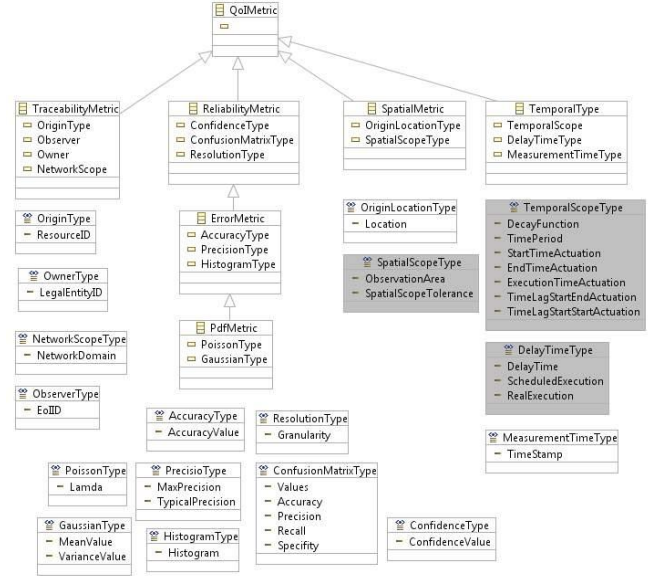 QoIMetric
TraceabilityMetric
OriginType
Observer
Owner
NetworkScope
ReliabilityMetric
ConfidenceType
ConfusionMatrixType
ResolutionType
SpatialMetric
OriginLocationType
SpatialScopeType
TemporalType
TemporalScope
DelayTimeType
MeasurementTimeType
OriginType
ResourceID
ErrorMetric
AccuracyType
PrecisionType
HistogramType
OriginLocationType
Location
TemporalScopeType
DecayFunction
TimePeriod
StartTimeActuation
EndTimeActuation
ExecutionTimeActuation
TimeLagStartEndActuation
TimeLagStartStartActuation
SpatialScopeType
ObservationArea
SpatialScopeTolerance
OwnerType
LegalEntityID
NetworkScopeType
NetworkDomain
PdfMetric
PoissonType
GaussianType
DelayTimeType
DelayTime
ScheduledExecution
RealExecution
ObserverType
EoIID
AccuracyType
AccuracyValue
ResolutionType
Granularity
MeasurementTimeType
TimeStamp
PoissonType
Lamda
PrecisioType
MaxPrecision
TypicalPrecision
ConfusionMatrixType
Values
Accuracy
Precision
Recall
Specifity
GaussianType
MeanValue
VarianceValue
HistogramType
Histogram
ConfidenceType
ConfidenceValue